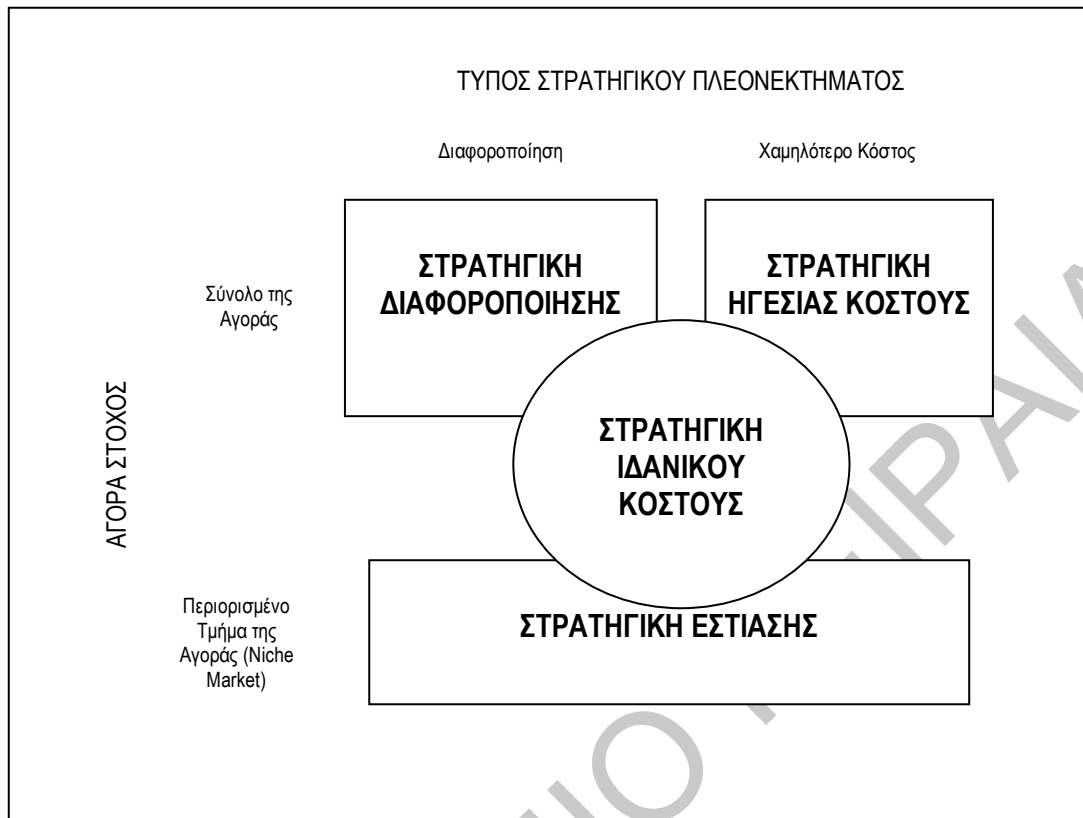 ΤΥΠΟΣ ΣΤΡΑΤΗΓΙΚΟΥ ΠΛΕΟΝΕΚΤΗΜΑΤΟΣ
Διαφοροποίηση
Χαμηλότερο Κόστος
ΣΤΡΑΤΗΓΙΚΗ
ΔΙΑΦΟΡΟΠΟΙΗΣΗΣ
ΣΤΡΑΤΗΓΙΚΗ
ΗΓΕΣΙΑΣ ΚΟΣΤΟΥΣ
Σύνολο της
Αγοράς
ΑΓΟΡΑ ΣΤΟΧΟΣ
ΣΤΡΑΤΗΓΙΚΗ
ΙΔΑΝΙΚΟΥ
ΚΟΣΤΟΥΣ
Περιορισμένο
Τμήμα της
Αγοράς (Niche
Market)
ΣΤΡΑΤΗΓΙΚΗ ΕΣΤΙΑΣΗΣ